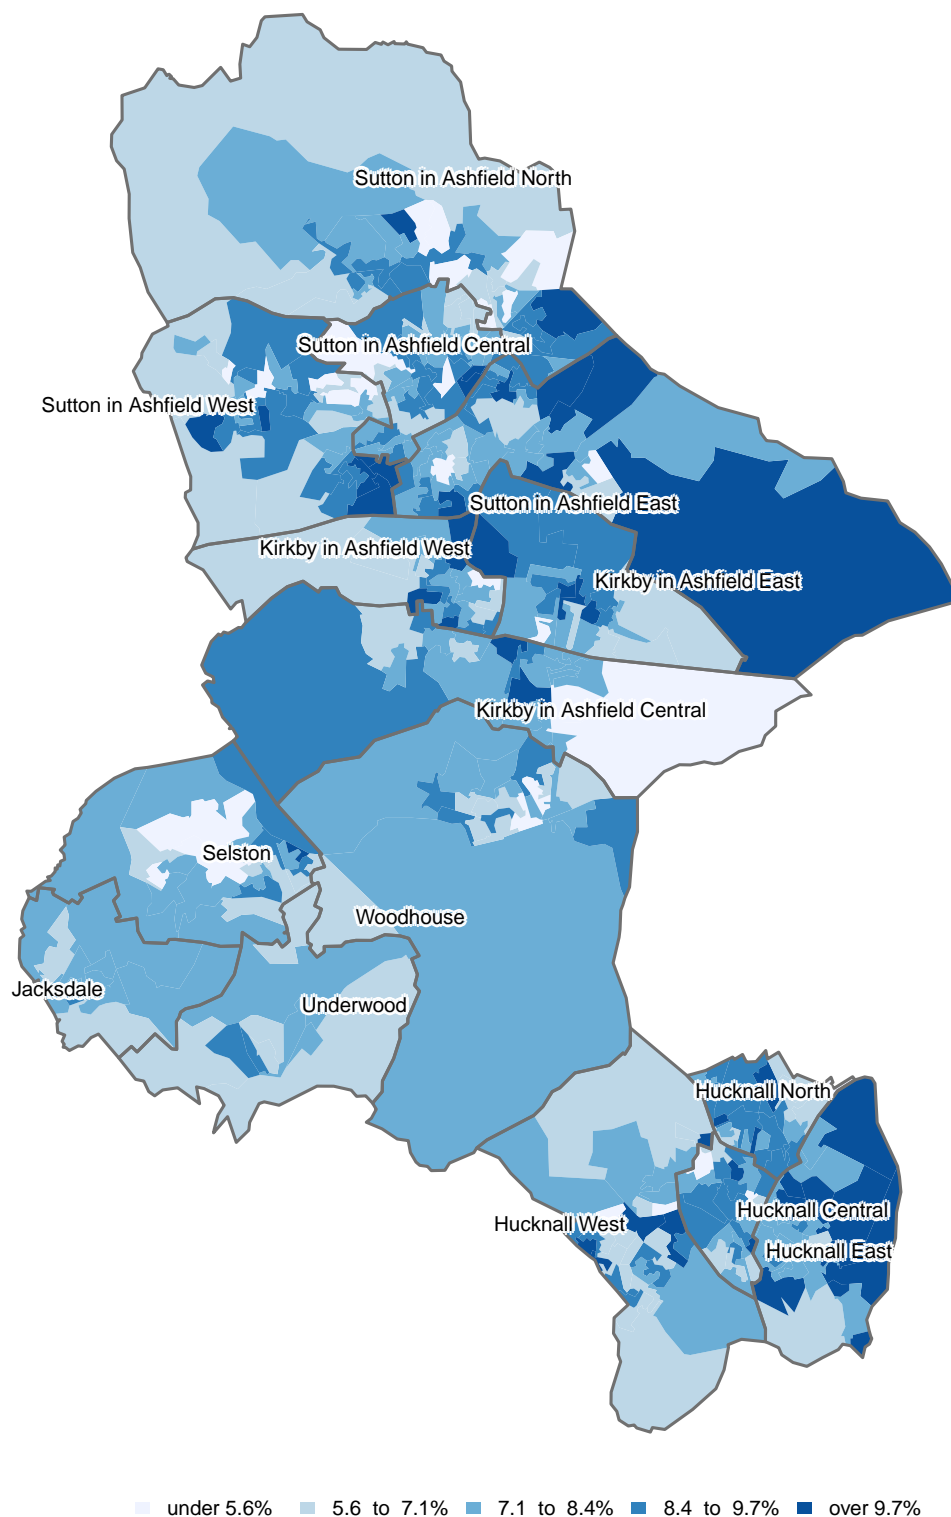 Sutton in Ashfield North
Sutton in Ashfield Central
Sutton in Ashfield West
Sutton in Ashfield East
Kirkby in Ashfield West
Kirkby in Ashfield East
Kirkby in Ashfield Central
Selston
Woodhouse
Jacksdale
Underwood
Hucknall North
Hucknall Central
Hucknall West
Hucknall East
under 5.6% 5.6 to 7.1% 7.1 to 8.4% 8.4 to 9.7% over 9.7%